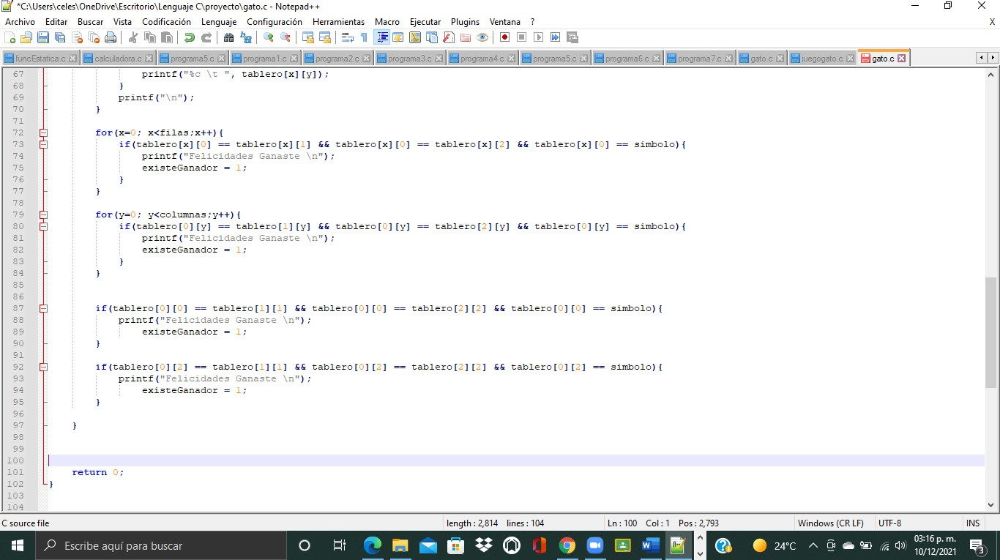 *C:\Users\celes\OneDrive\Escritorio\Lenguaje C\proyecto\gato.c - Notepad++
Archivo Editar Buscar Vista Codificación Lenguaje Configuración Herramientas Macro Ejecutar Plugins Ventana ? X
funcEstatica.c calculadora.c programa5.c programa1.c programa2.c programa3.c programa4.c programa5.c programa6.c programa7.c gato.c juegogato.c gato.c
67 printf("%c \t ", tablero[x][y]);
68 }
69 printf("\n");
70 }
71
72 for(x=0; x<filas;x++){
73 if(tablero[x][0] == tablero[x][1] && tablero[x][0] == tablero[x][2] && tablero[x][0] == simbolo){
74 printf("Felicidades Ganaste \n");
75 existeGanador = 1;
76 }
77 }
78
79 for(y=0; y<columnas;y++){
80 if(tablero[0][y] == tablero[1][y] && tablero[0][y] == tablero[2][y] && tablero[0][y] == simbolo){
81 printf("Felicidades Ganaste \n");
82 existeGanador = 1;
83 }
84 }
85
86
87 if(tablero[0][0] == tablero[1][1] && tablero[0][0] == tablero[2][2] && tablero[0][0] == simbolo){
88 printf("Felicidades Ganaste \n");
89 existeGanador = 1;
90 }
91
92 if(tablero[0][2] == tablero[1][1] && tablero[0][2] == tablero[2][2] && tablero[0][2] == simbolo){
93 printf("Felicidades Ganaste \n");
94 existeGanador = 1;
95 }
96
97 }
98
99
100
101 return 0;
102 }
103
104
C source file length : 2,814 lines : 104 Ln : 100 Col : 1 Pos : 2,793 Windows (CR LF) UTF-8 INS
Escribe aquí para buscar 24°C 03:16 p. m.
10/12/2021 3